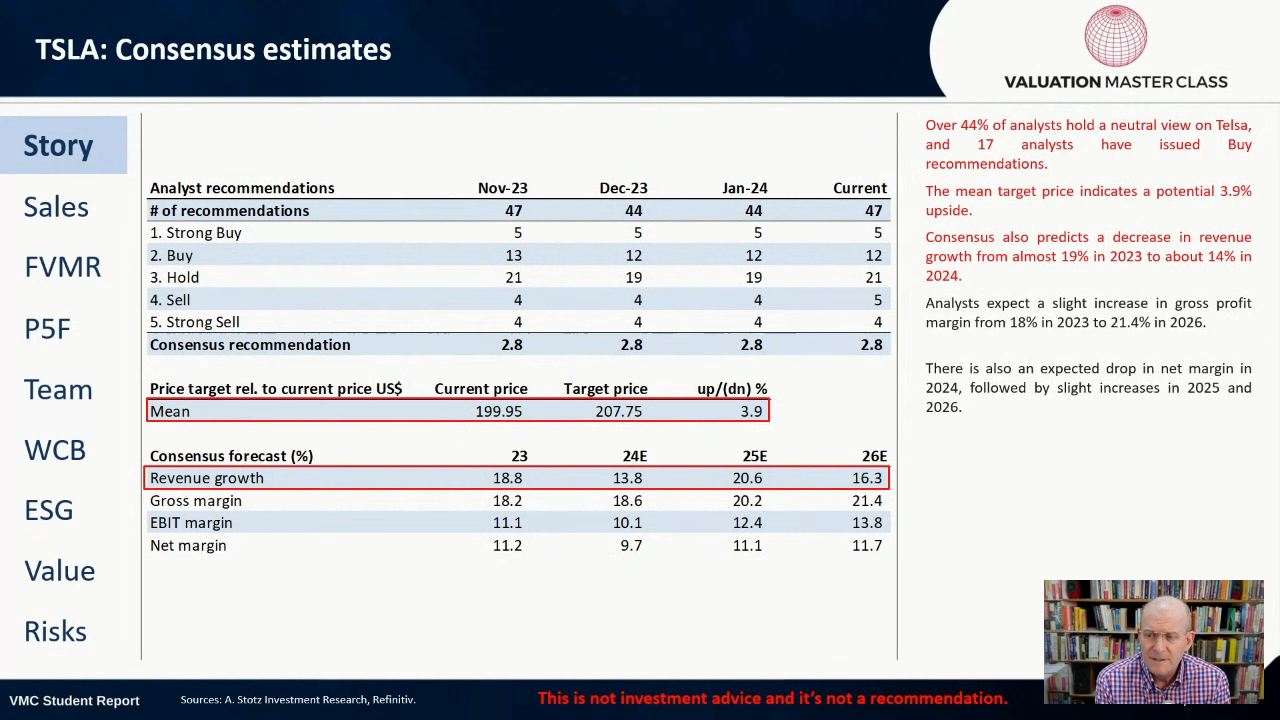 TSLA: Consensus estimates
VALUATION MASTER CLASS
Story
Sales
FVMR
P5F
Team
WCB
ESG
Value
Risks
Analyst recommendations Nov-23 Dec-23 Jan-24 Current
# of recommendations 47 44 44 47
1. Strong Buy 5 5 5 5
2. Buy 13 12 12 12
3. Hold 21 19 19 21
4. Sell 4 4 4 5
5. Strong Sell 4 4 4 4
Consensus recommendation 2.8 2.8 2.8 2.8
Price target rel. to current price US$ Current price Target price up/(dn) %
Mean 199.95 207.75 3.9
Consensus forecast (%) 23 24E 25E 26E
Revenue growth 18.8 13.8 20.6 16.3
Gross margin 18.2 18.6 20.2 21.4
EBIT margin 11.1 10.1 12.4 13.8
Net margin 11.2 9.7 11.1 11.7
Over 44% of analysts hold a neutral view on Telsa,
and 17 analysts have issued Buy
recommendations.
The mean target price indicates a potential 3.9%
upside.
Consensus also predicts a decrease in revenue
growth from almost 19% in 2023 to about 14% in
2024.
Analysts expect a slight increase in gross profit
margin from 18% in 2023 to 21.4% in 2026.
There is also an expected drop in net margin in
2024, followed by slight increases in 2025 and
2026.
VMC Student Report
Sources: A. Stotz Investment Research, Refinitiv.
This is not investment advice and it's not a recommendation.